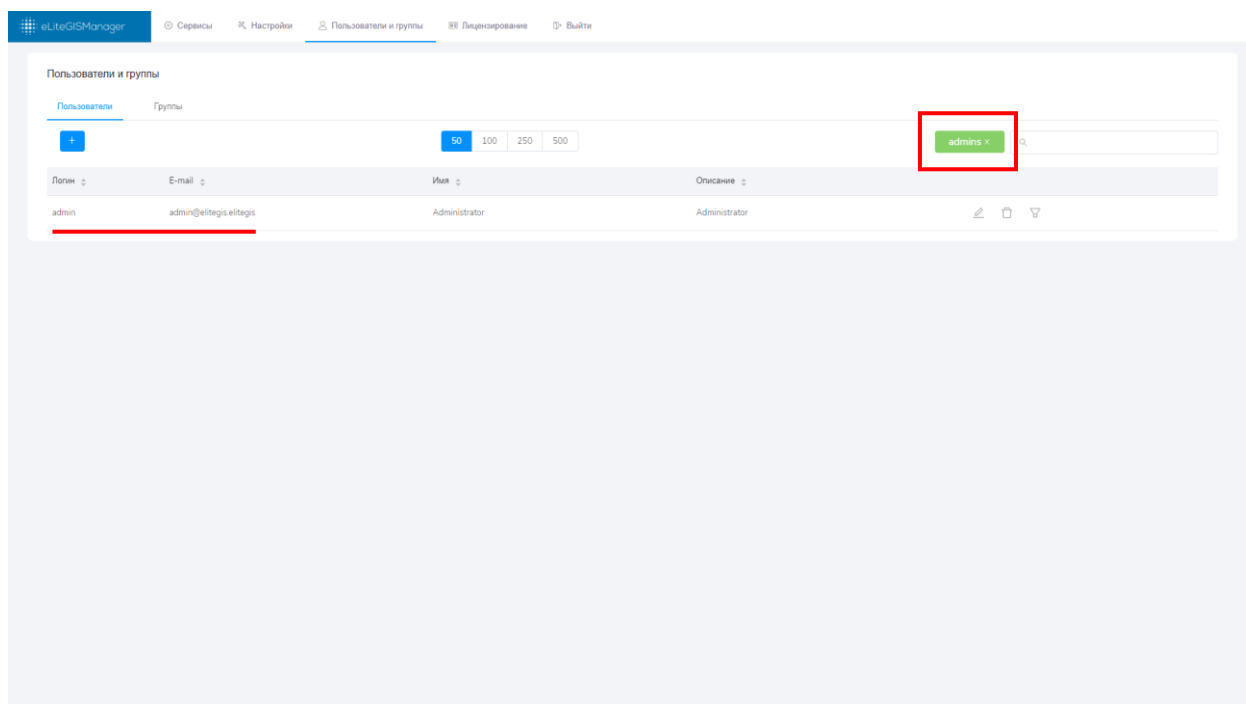 eLiteGISManager Сервисы Настройки Пользователи и группы Лицензирование Выйти
Пользователи и группы
Пользователи Группы
+ 50 100 250 500 admins ×
Логин E-mail Имя Описание
admin admin@elitegis.elitegis Administrator Administrator